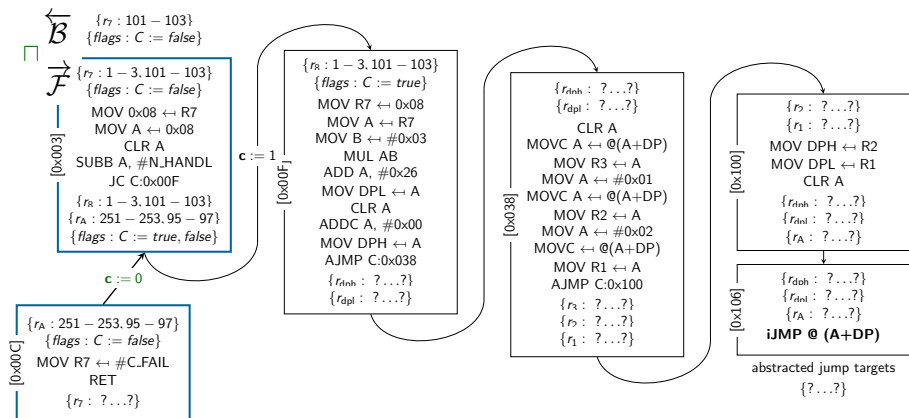 ←B
{r₇ : 101 − 103}
{flags : C := false}
⊓
→F
{r₇ : 1 − 3, 101 − 103}
{flags : C := false}
MOV 0x08 ↤ R7
MOV A ↤ 0x08
CLR A
SUBB A, #N_HANDL
JC C:0x00F
{r₈ : 1 − 3, 101 − 103}
{r_A : 251 − 253, 95 − 97}
{flags : C := true, false}
[0x003]
c := 0
{r_A : 251 − 253, 95 − 97}
{flags : C := false}
MOV R7 ↤ #C_FAIL
RET
{r₇ : ?...?}
[0x00C]
c := 1
{r₈ : 1 − 3, 101 − 103}
{flags : C := true}
MOV R7 ↤ 0x08
MOV A ↤ R7
MOV B ↤ #0x03
MUL AB
ADD A, #0x26
MOV DPL ↤ A
CLR A
ADDC A, #0x00
MOV DPH ↤ A
AJMP C:0x038
{r_dph : ?...?}
{r_dpl : ?...?}
[0x00F]
{r_dph : ?...?}
{r_dpl : ?...?}
CLR A
MOVC A ↤ @(A+DP)
MOV R3 ↤ A
MOV A ↤ #0x01
MOVC A ↤ @(A+DP)
MOV R2 ↤ A
MOV A ↤ #0x02
MOVC ↤ @(A+DP)
MOV R1 ↤ A
AJMP C:0x100
{r₃ : ?...?}
{r₂ : ?...?}
{r₁ : ?...?}
[0x038]
{r₂ : ?...?}
{r₁ : ?...?}
MOV DPH ↤ R2
MOV DPL ↤ R1
CLR A
{r_dph : ?...?}
{r_dpl : ?...?}
{r_A : ?...?}
[0x100]
{r_dph : ?...?}
{r_dpl : ?...?}
{r_A : ?...?}
iJMP @ (A+DP)
[0x106]
abstracted jump targets
{?...?}